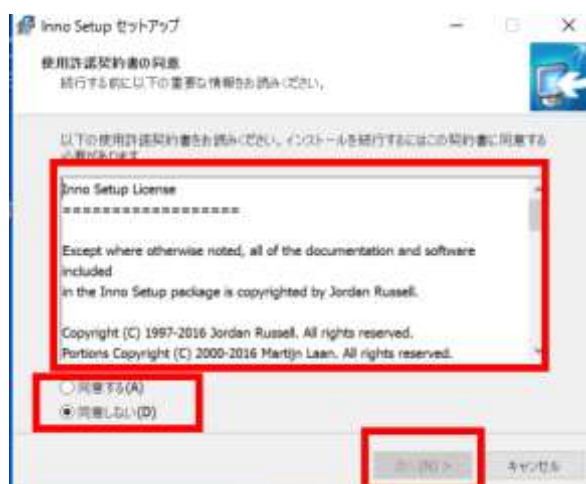 Inno Setup セットアップ
使用許諾契約書の同意
続行する前に以下の重要な情報をお読みください。
以下の使用許諾契約書をお読みください。インストールを続行するにはこの契約書に同意する
必要があります
Inno Setup License
==================
Except where otherwise noted, all of the documentation and software
included
in the Inno Setup package is copyrighted by Jordan Russell.
Copyright (C) 1997-2016 Jordan Russell. All rights reserved.
Portions Copyright (C) 2000-2016 Martijn Laan. All rights reserved.
同意する(A)
同意しない(D)
次へ(N) >
キャンセル